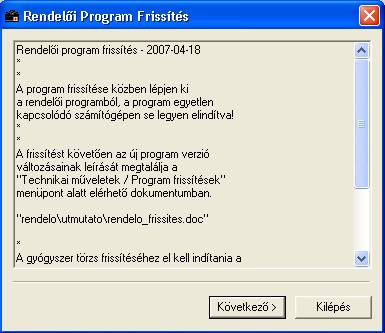 Rendelői Program Frissítés
Rendelői program frissítés - 2007-04-18
*
*
A program frissítése közben lépjen ki
a rendelői programból, a program egyetlen
kapcsolódó számítógépen se legyen elindítva!
*
*
A frissítést követően az új program verzió
változásainak leírását megtalálja a
"Technikai műveletek / Program frissítések"
menüpont alatt elérhető dokumentumban.
"rendelo\utmutato\rendelo_frissites.doc"
*
A gyógyszer törzs frissítéséhez el kell indítania a
Következő >
Kilépés